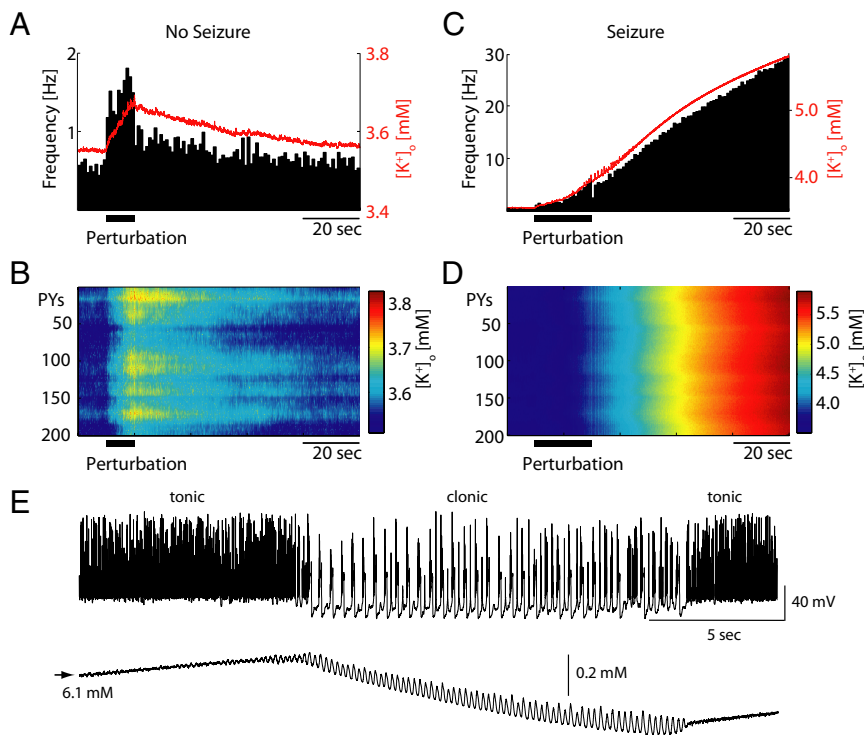 A
No Seizure
Frequency [Hz]
2
1
3.8
3.6
3.4
[K⁺]ₒ [mM]
Perturbation
20 sec
C
Seizure
Frequency [Hz]
30
20
10
5.0
4.0
[K⁺]ₒ [mM]
Perturbation
20 sec
B
PYs
50
100
150
200
3.8
3.7
3.6
[K⁺]ₒ [mM]
Perturbation
20 sec
D
PYs
50
100
150
200
5.5
5.0
4.5
4.0
[K⁺]ₒ [mM]
Perturbation
20 sec
E
tonic
clonic
tonic
40 mV
5 sec
6.1 mM
0.2 mM